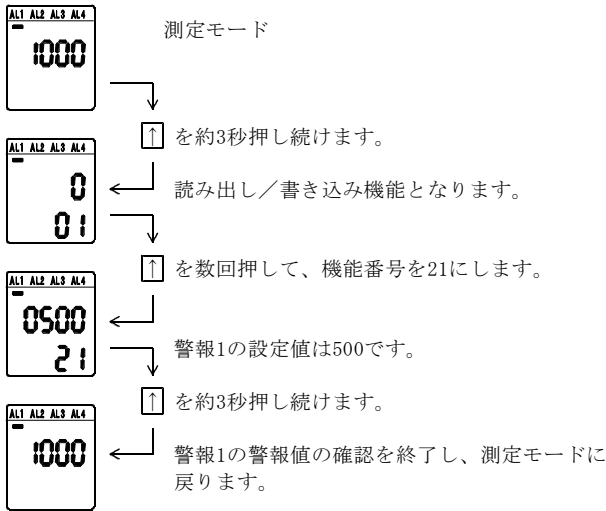 AL1 AL2 AL3 AL4
1000
測定モード
↑ を約3秒押し続けます。
AL1 AL2 AL3 AL4
0
01
読み出し／書き込み機能となります。
↑ を数回押して、機能番号を21にします。
AL1 AL2 AL3 AL4
0500
21
警報1の設定値は500です。
↑ を約3秒押し続けます。
AL1 AL2 AL3 AL4
1000
警報1の警報値の確認を終了し、測定モードに
戻ります。